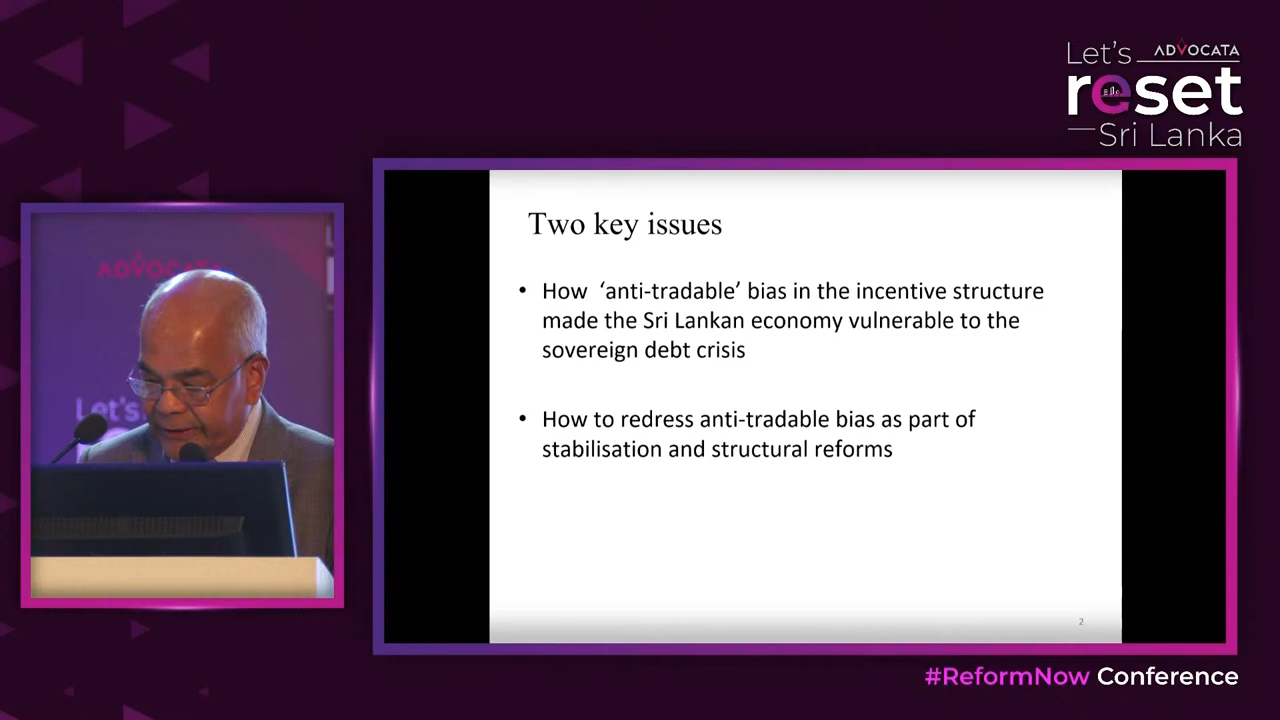 Let's ADVOCATA
reset
Sri Lanka
ADVOCATA
Let's
Two key issues
• How ‘anti-tradable’ bias in the incentive structure
made the Sri Lankan economy vulnerable to the
sovereign debt crisis
• How to redress anti-tradable bias as part of
stabilisation and structural reforms
2
#ReformNow Conference